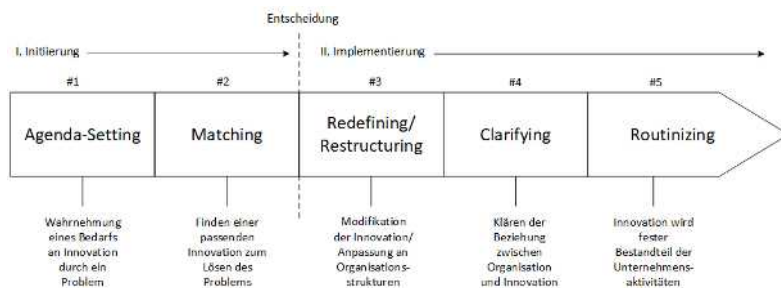 Entscheidung
I. Initiierung
II. Implementierung
#1
#2
#3
#4
#5
Agenda-Setting
Matching
Redefining/
Restructuring
Clarifying
Routinizing
Wahrnehmung
eines Bedarfs
an Innovation
durch ein
Problem
Finden einer
passenden
Innovation zum
Lösen des
Problems
Modifikation
der Innovation/
Anpassung an
Organisations-
strukturen
Klären der
Beziehung
zwischen
Organisation
und Innovation
Innovation wird
fester
Bestandteil der
Unternehmens-
aktivitäten